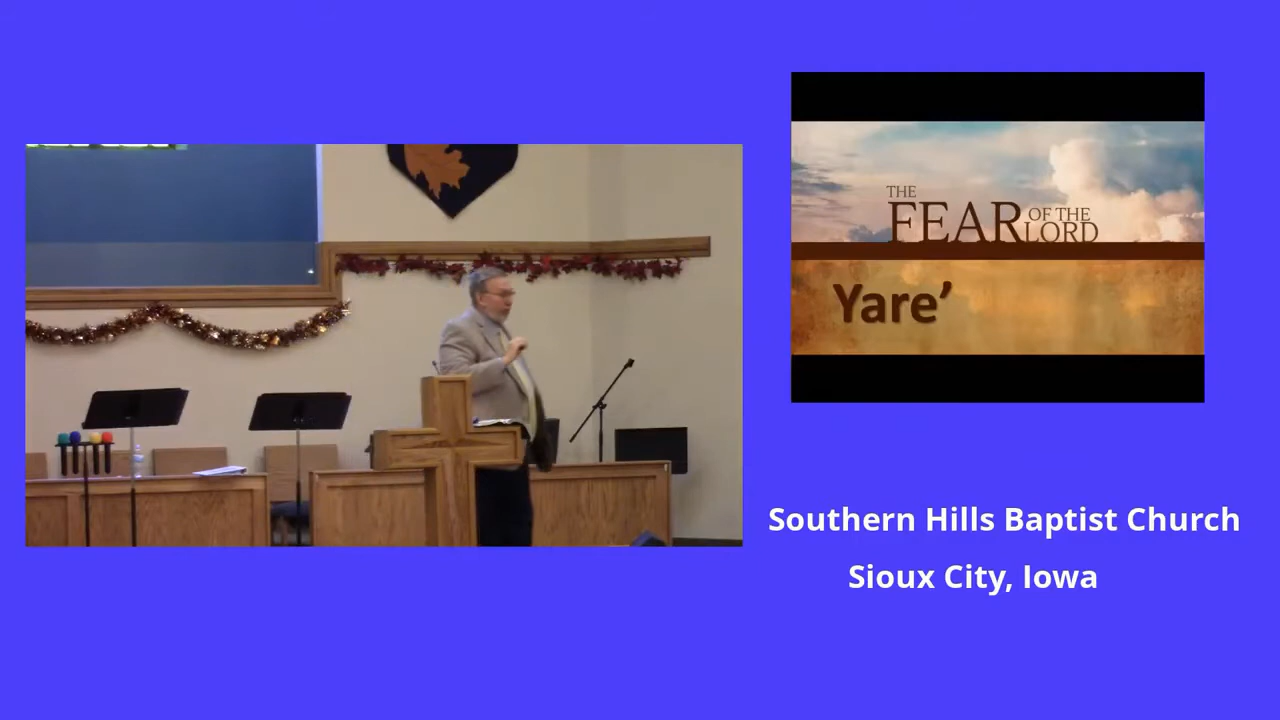 THE
FEAR OF THE
LORD
Yare’
Southern Hills Baptist Church
Sioux City, Iowa